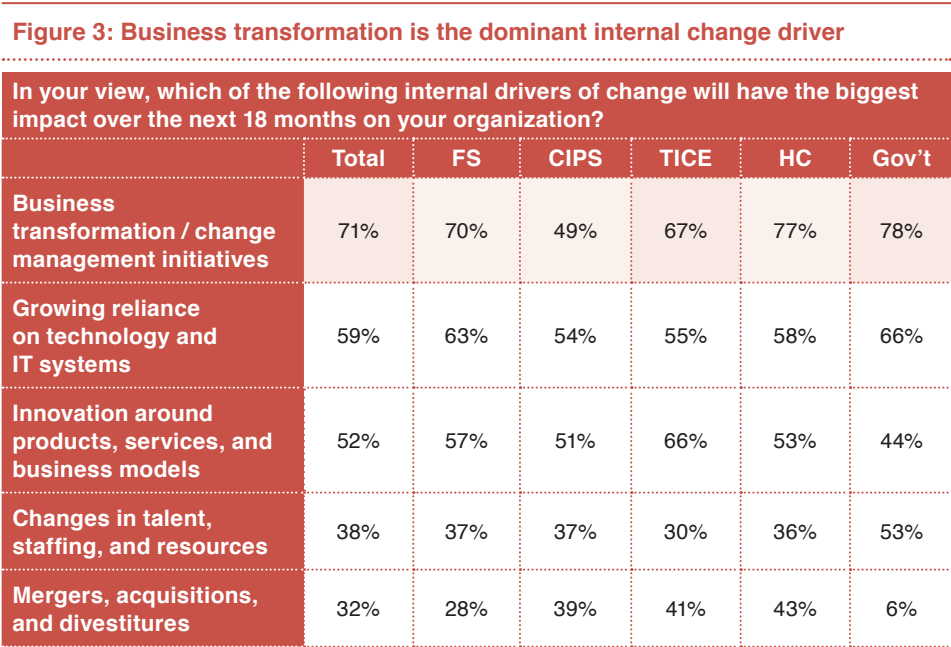 Figure 3: Business transformation is the dominant internal change driver
In your view, which of the following internal drivers of change will have the biggest
impact over the next 18 months on your organization?
Total FS CIPS TICE HC Gov’t
Business
transformation / change
management initiatives
71% 70% 49% 67% 77% 78%
Growing reliance
on technology and
IT systems
59% 63% 54% 55% 58% 66%
Innovation around
products, services, and
business models
52% 57% 51% 66% 53% 44%
Changes in talent,
staffing, and resources
38% 37% 37% 30% 36% 53%
Mergers, acquisitions,
and divestitures
32% 28% 39% 41% 43% 6%